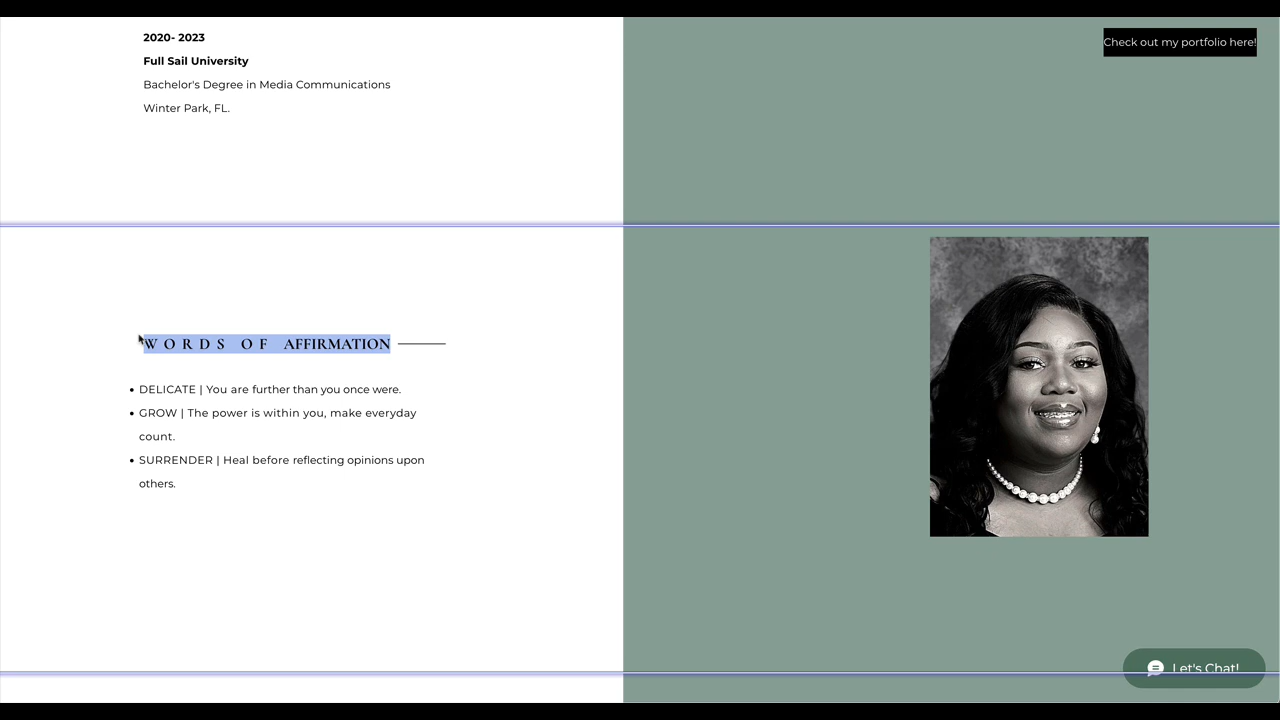 2020- 2023
Full Sail University
Bachelor's Degree in Media Communications
Winter Park, FL.
Check out my portfolio here!
WORDS OF AFFIRMATION
• DELICATE | You are further than you once were.
• GROW | The power is within you, make everyday
count.
• SURRENDER | Heal before reflecting opinions upon
others.
Let's Chat!